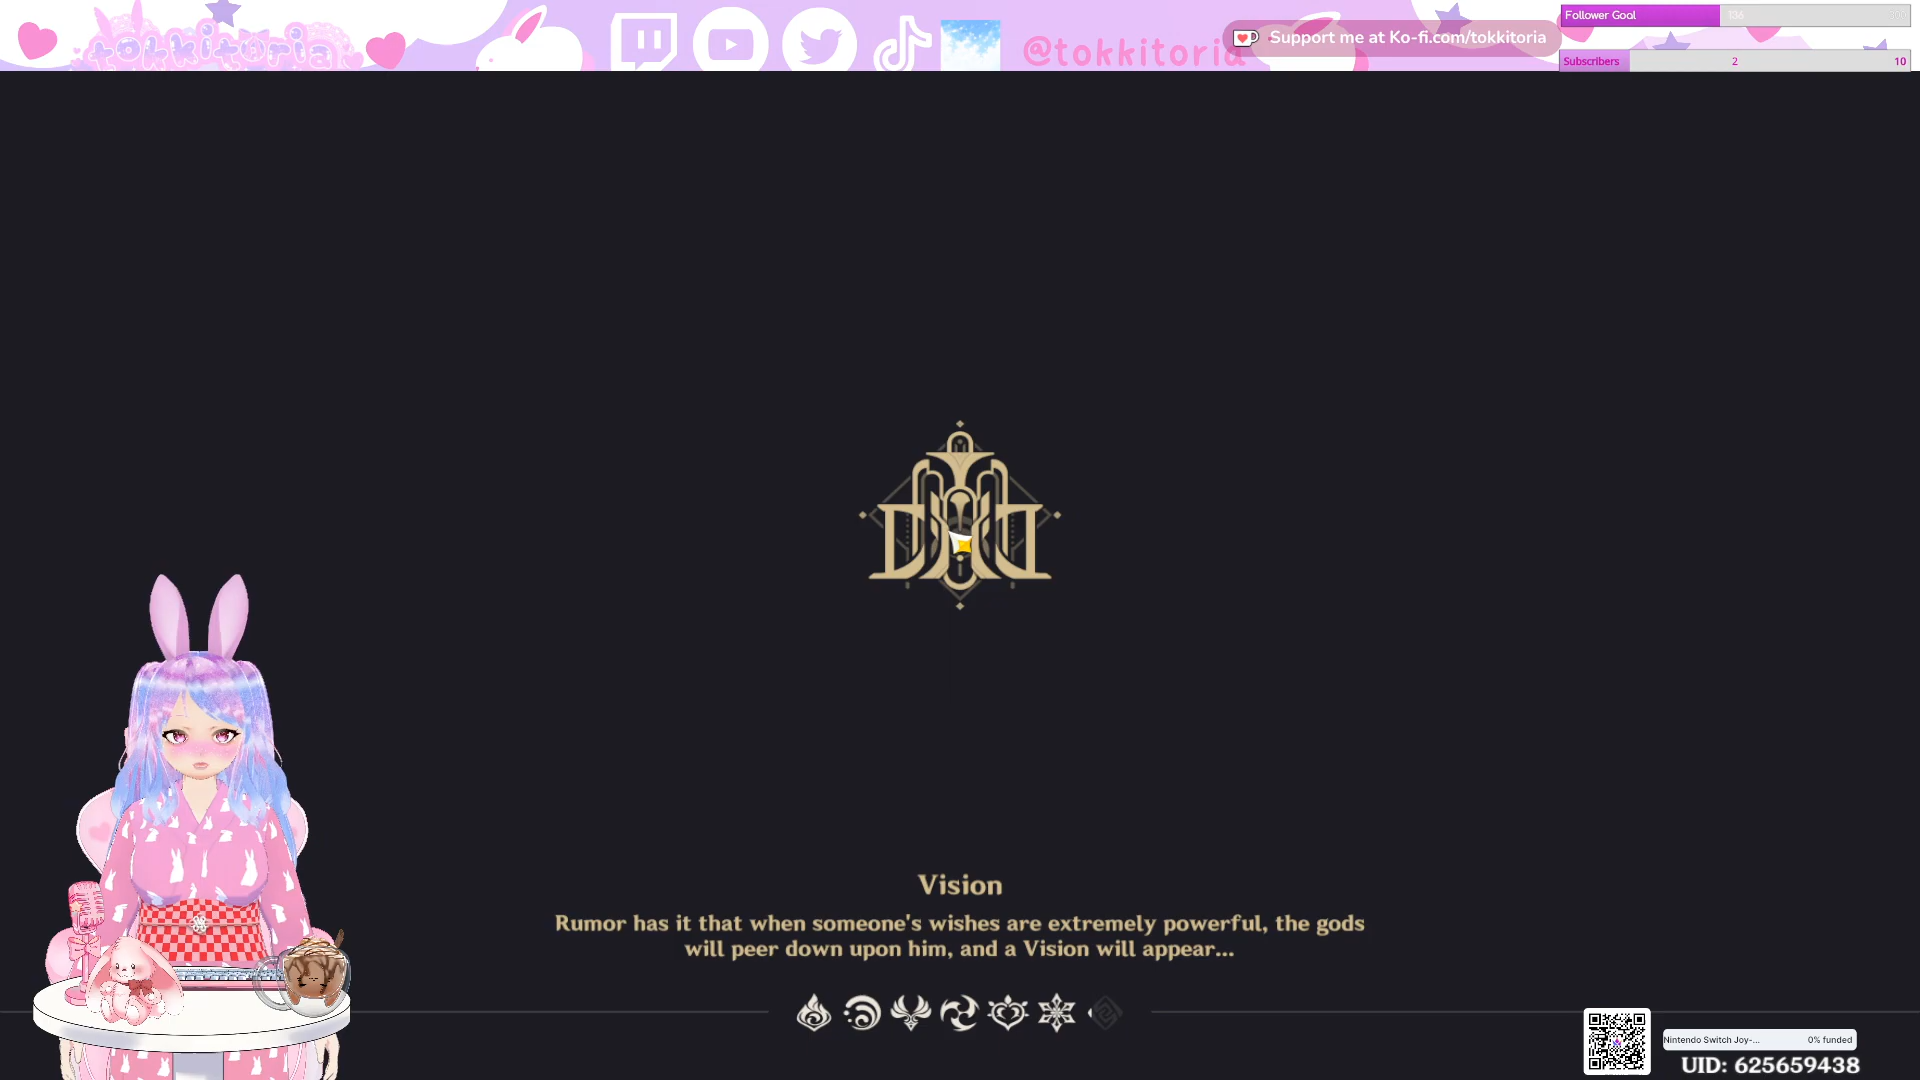 tokkitoria
@tokkitoria
Support me at Ko-fi.com/tokkitoria
Follower Goal 136
Subscribers 2 10
Vision
Rumor has it that when someone's wishes are extremely powerful, the gods
will peer down upon him, and a Vision will appear...
Nintendo Switch Joy-... 0% funded
UID: 625659438